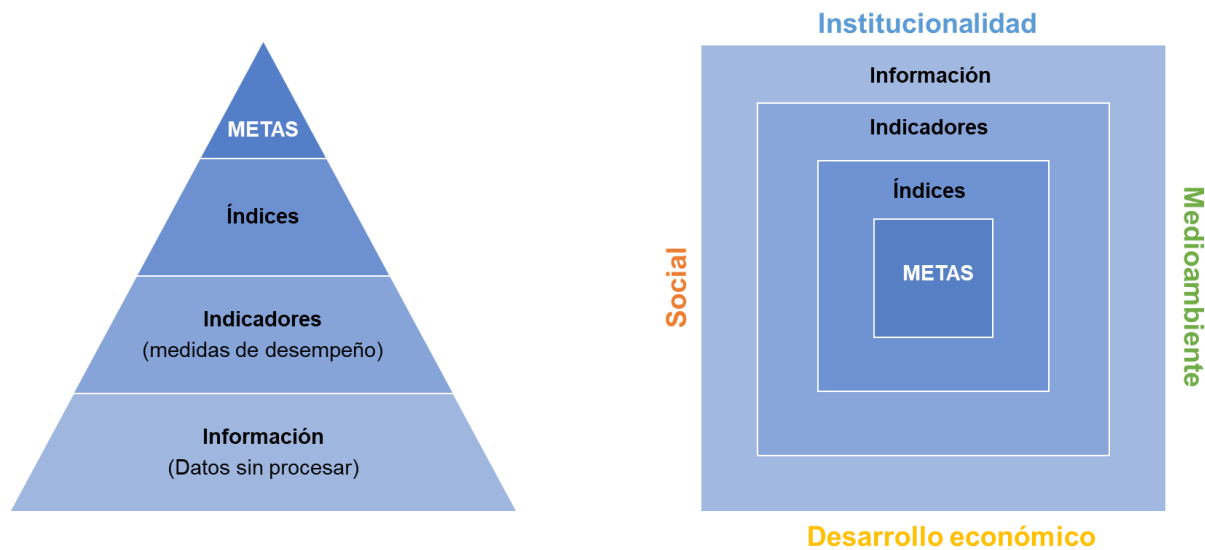 METAS
Índices
Indicadores
(medidas de desempeño)
Información
(Datos sin procesar)
Institucionalidad
Información
Indicadores
Índices
METAS
Social
Medioambiente
Desarrollo económico